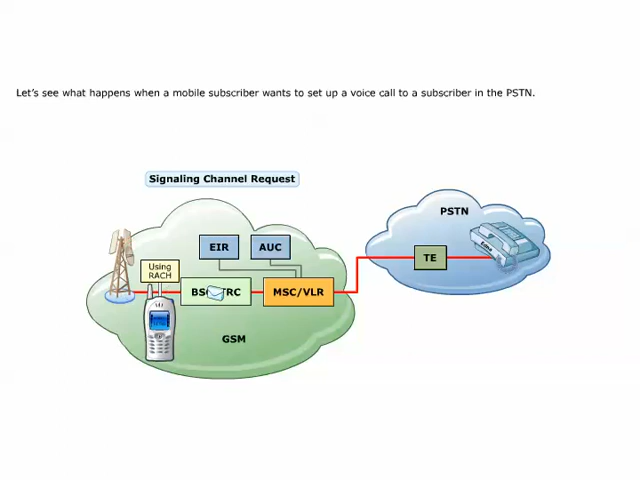 Let's see what happens when a mobile subscriber wants to set up a voice call to a subscriber in the PSTN.
Signaling Channel Request
PSTN
EIR
AUC
TE
Using
RACH
MSC/VLR
GSM